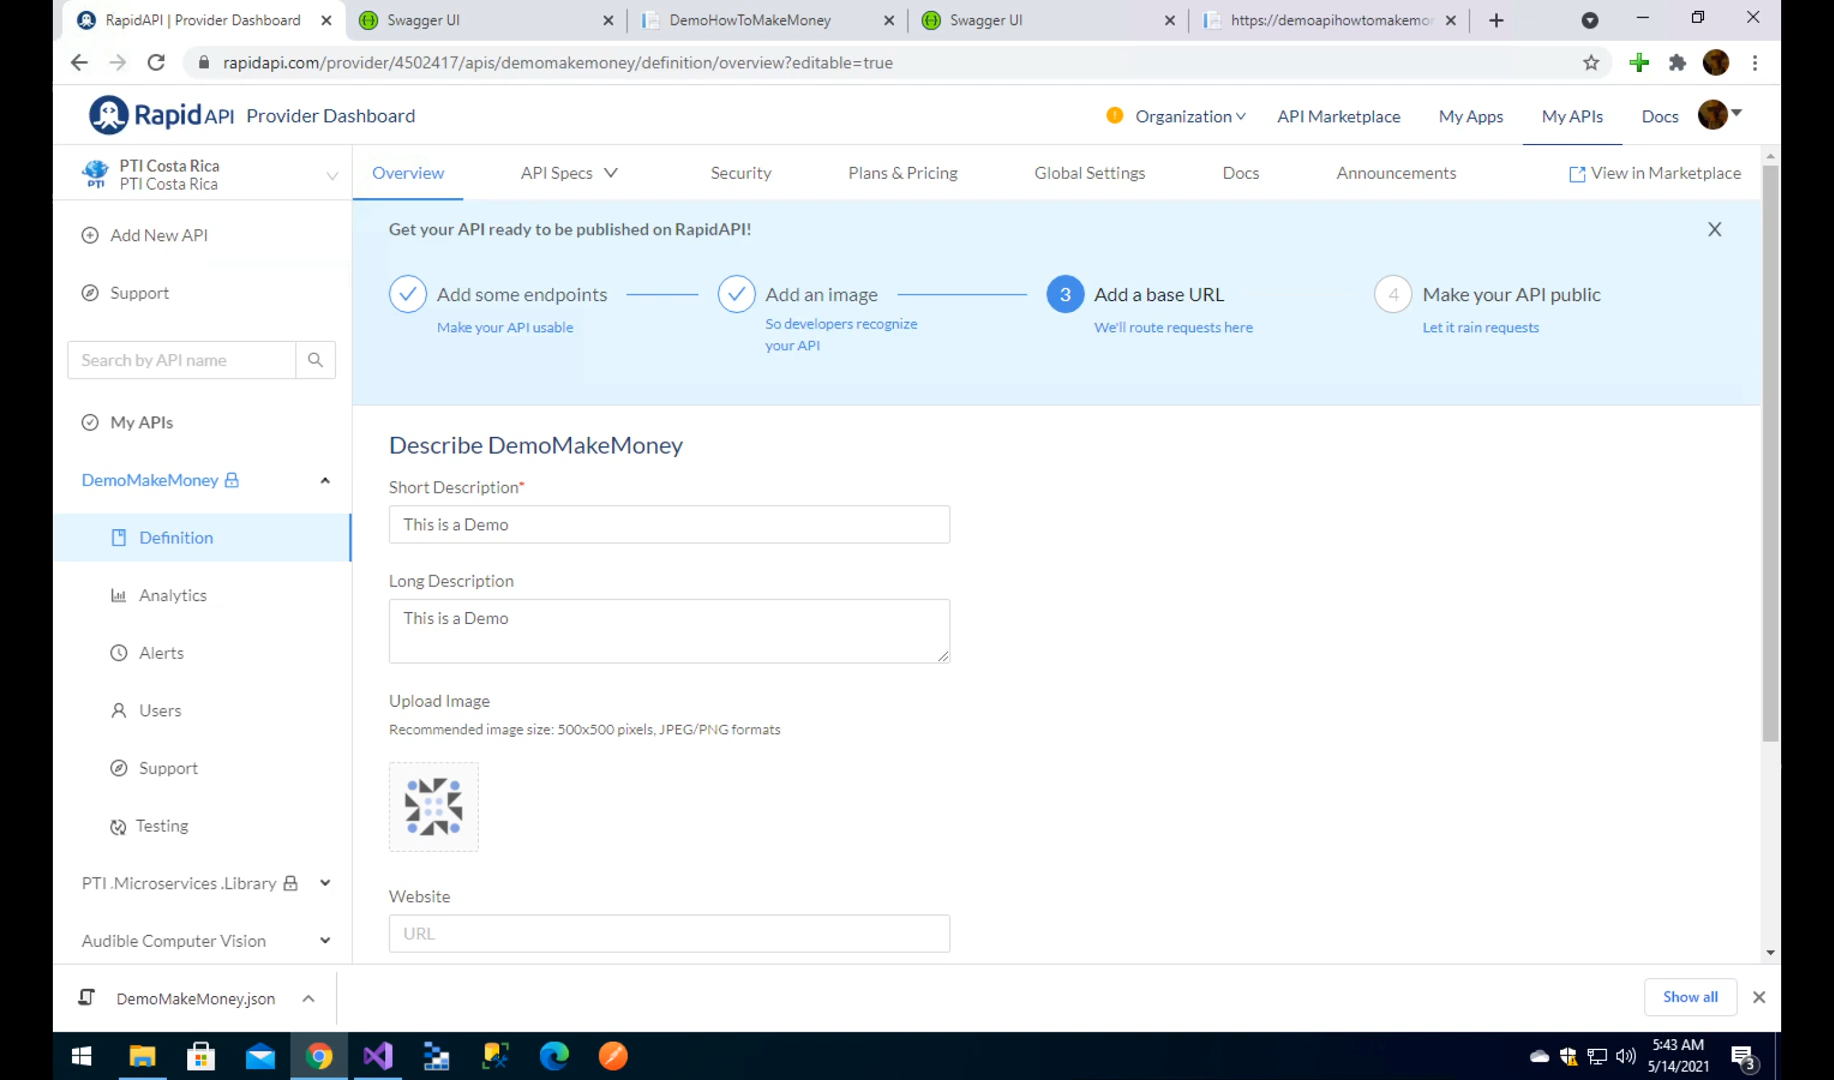 RapidAPI | Provider Dashboard
Swagger UI
DemoHowToMakeMoney
Swagger UI
https://demoapihowtomakemo
rapidapi.com/provider/4502417/apis/demomakemoney/definition/overview?editable=true
RapidAPI Provider Dashboard
Organization
API Marketplace
My Apps
My APIs
Docs
PTI Costa Rica
PTI Costa Rica
PTI
Overview
API Specs
Security
Plans & Pricing
Global Settings
Docs
Announcements
View in Marketplace
Add New API
Support
Search by API name
My APIs
DemoMakeMoney
Definition
Analytics
Alerts
Users
Support
Testing
PTI .Microservices .Library
Audible Computer Vision
Get your API ready to be published on RapidAPI!
Add some endpoints
Make your API usable
Add an image
So developers recognize
your API
3
Add a base URL
We'll route requests here
4
Make your API public
Let it rain requests
Describe DemoMakeMoney
Short Description*
This is a Demo
Long Description
This is a Demo
Upload Image
Recommended image size: 500x500 pixels, JPEG/PNG formats
Website
URL
DemoMakeMoney.json
Show all
5:43 AM
5/14/2021
3